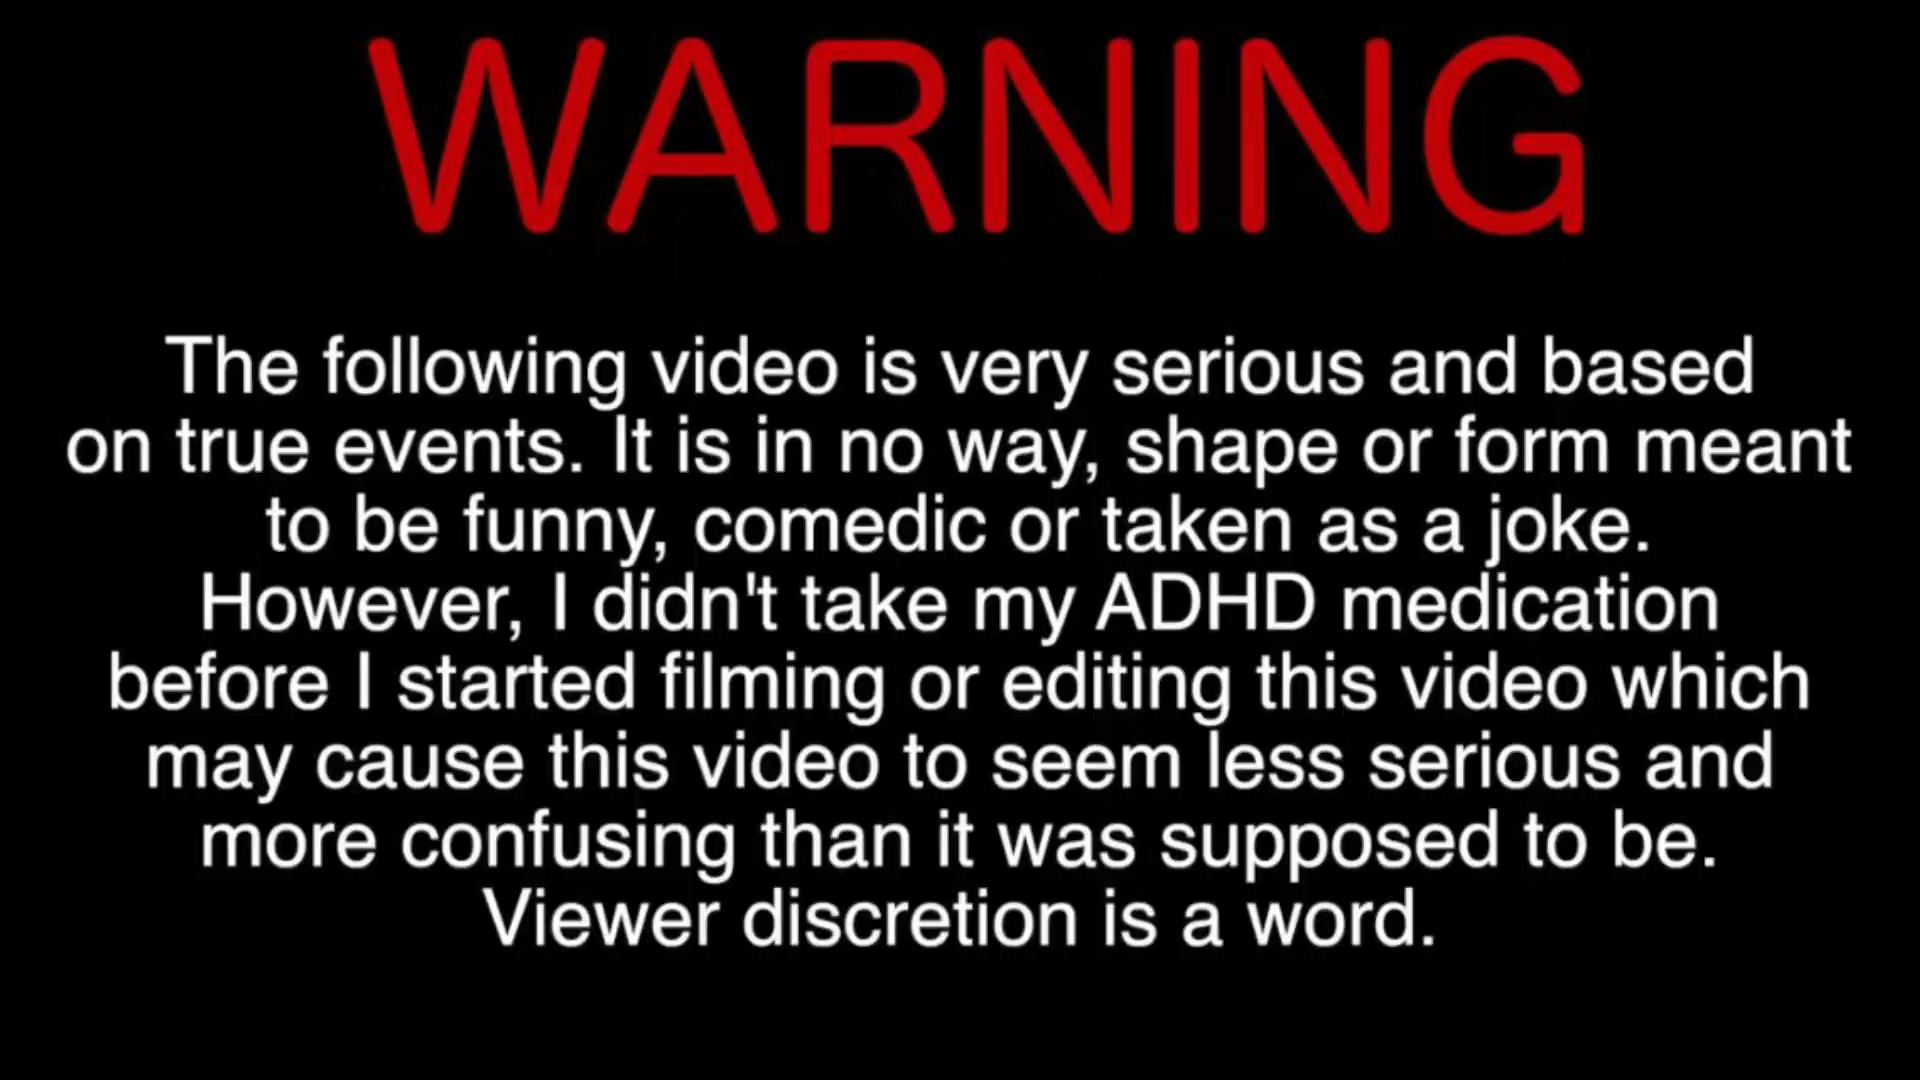 WARNING
The following video is very serious and based
on true events. It is in no way, shape or form meant
to be funny, comedic or taken as a joke.
However, I didn't take my ADHD medication
before I started filming or editing this video which
may cause this video to seem less serious and
more confusing than it was supposed to be.
Viewer discretion is a word.